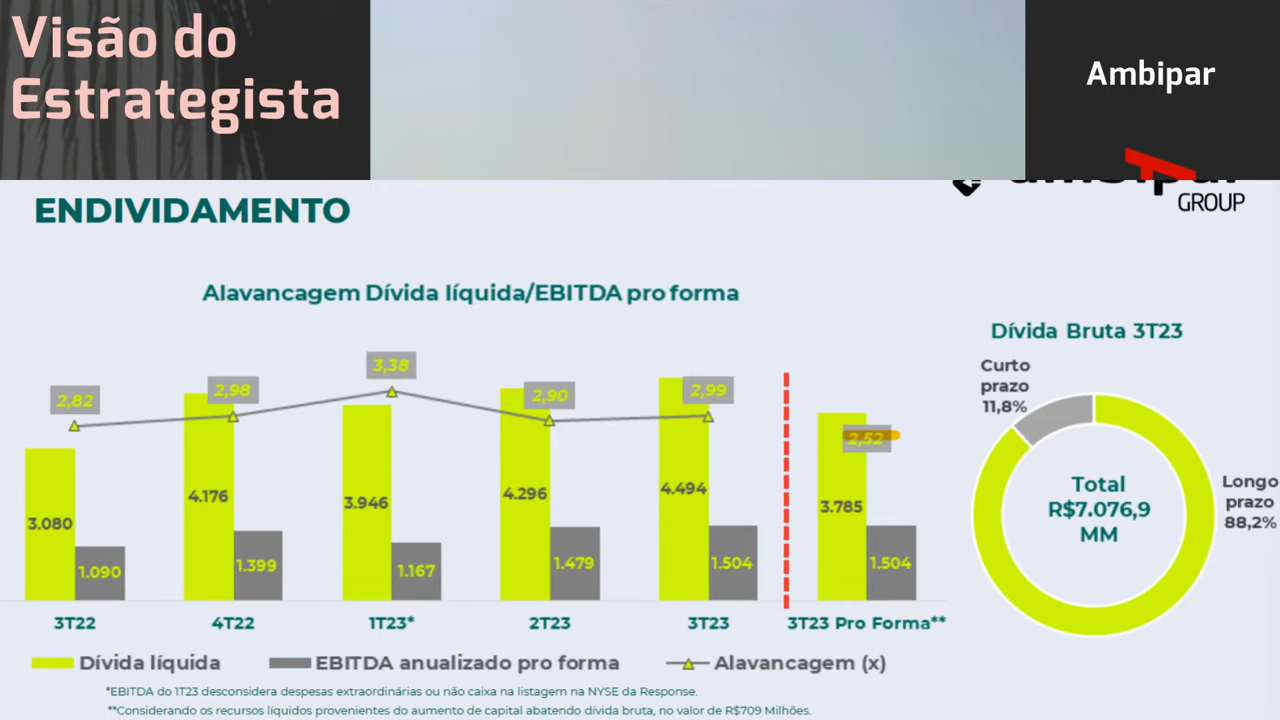 Visão do
Estrategista
Ambipar
GROUP
ENDIVIDAMENTO
Alavancagem Dívida líquida/EBITDA pro forma
3.080
1.090
2,82
3T22
4.176
1.399
2,98
4T22
3.946
1.167
3,38
1T23*
4.296
1.479
2,90
2T23
4.494
1.504
2,99
3T23
3.785
1.504
2,52
3T23 Pro Forma**
Dívida líquida
EBITDA anualizado pro forma
Alavancagem (x)
*EBITDA do 1T23 desconsidera despesas extraordinárias ou não caixa na listagem na NYSE da Response.
**Considerando os recursos líquidos provenientes do aumento de capital abatendo dívida bruta, no valor de R$709 Milhões.
Dívida Bruta 3T23
Curto
prazo
11,8%
Total
R$7.076,9
MM
Longo
prazo
88,2%